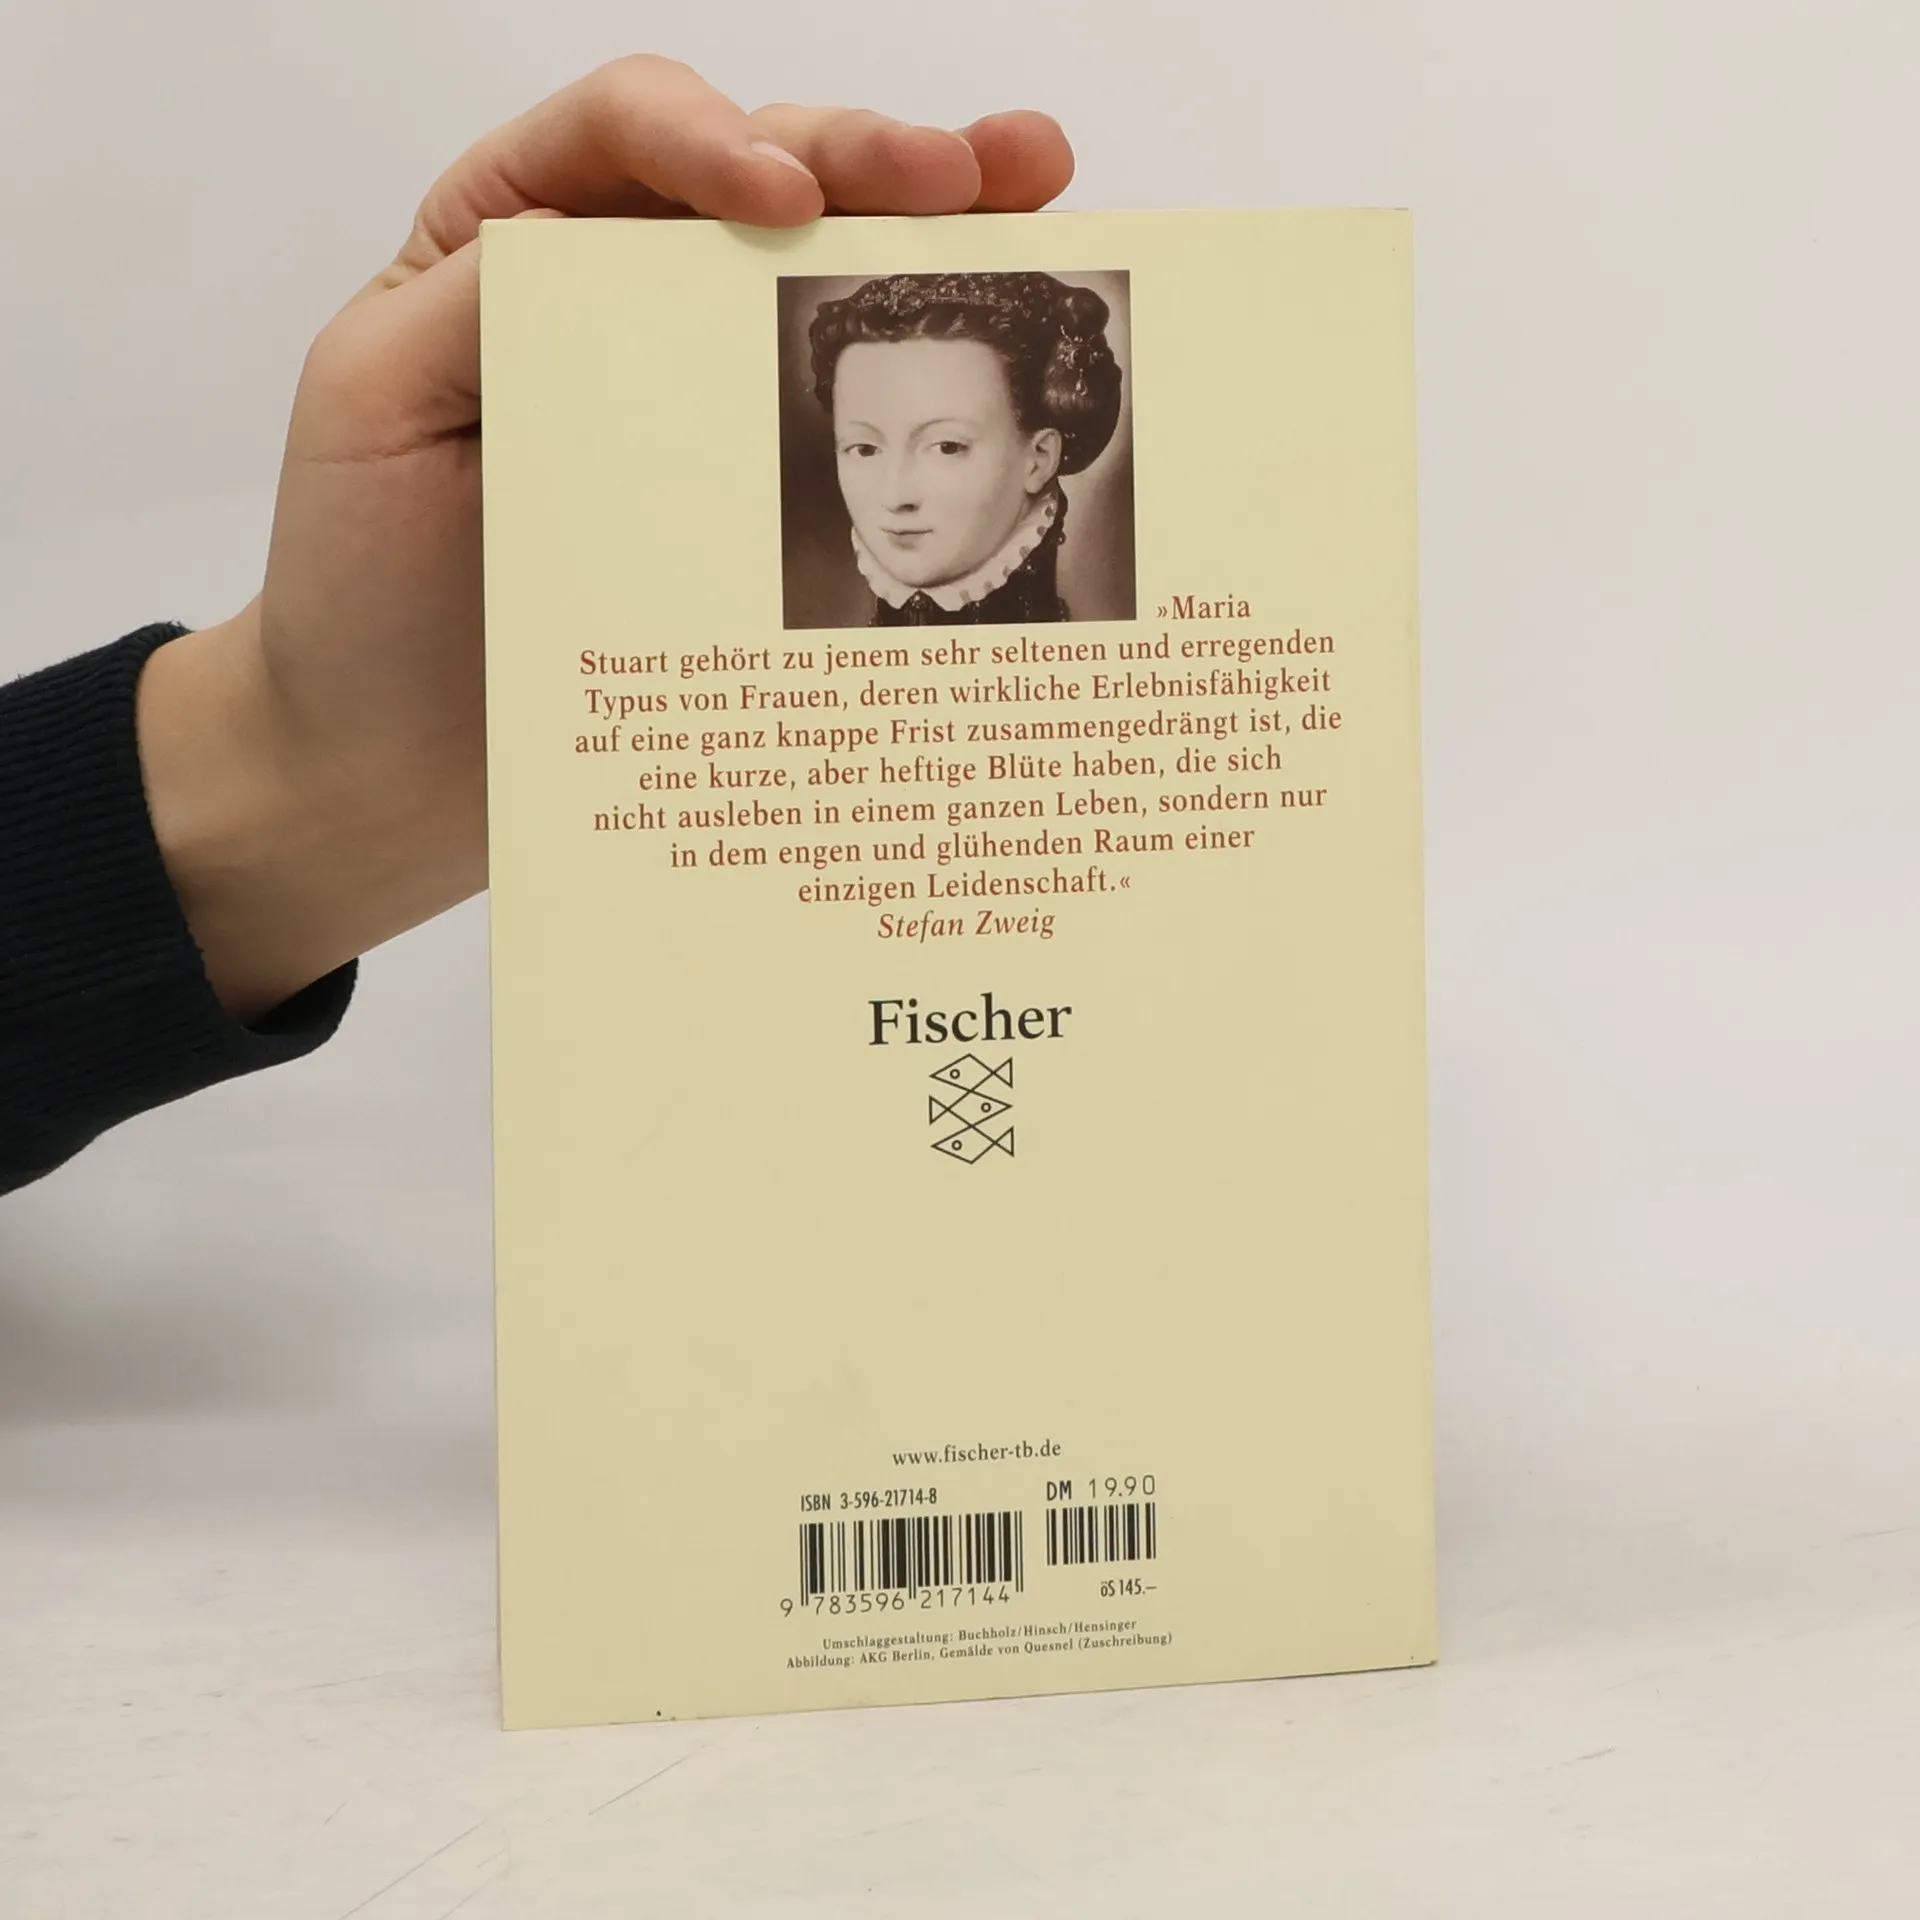 »Maria
Stuart gehört zu jenem sehr seltenen und erregenden
Typus von Frauen, deren wirkliche Erlebnisfähigkeit
auf eine ganz knappe Frist zusammengedrängt ist, die
eine kurze, aber heftige Blüte haben, die sich
nicht ausleben in einem ganzen Leben, sondern nur
in dem engen und glühenden Raum einer
einzigen Leidenschaft.«
Stefan Zweig
Fischer
www.fischer-tb.de
ISBN 3-596-21714-8
DM 19.90
9 783596 217144
öS 145.–
Umschlaggestaltung: Buchholz/Hinsch/Hensinger
Abbildung: AKG Berlin, Gemälde von Quesnel (Zuschreibung)